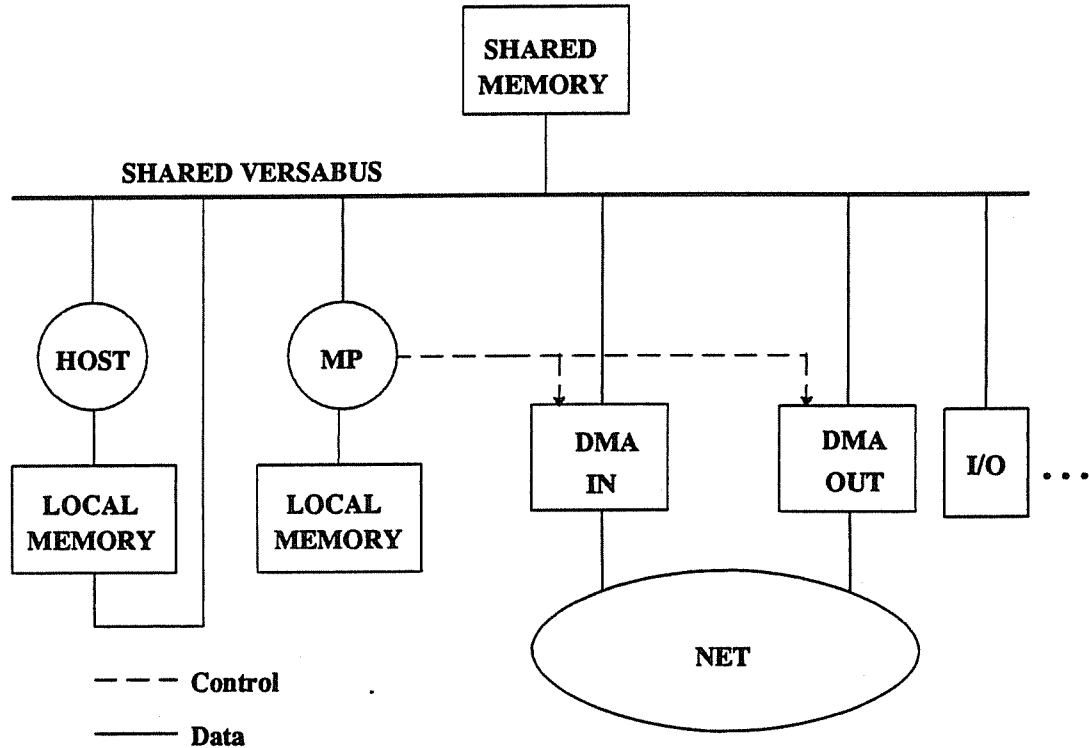 SHARED
MEMORY
SHARED VERSABUS
HOST
MP
LOCAL
MEMORY
LOCAL
MEMORY
DMA
IN
DMA
OUT
I/O
...
NET
Control
Data